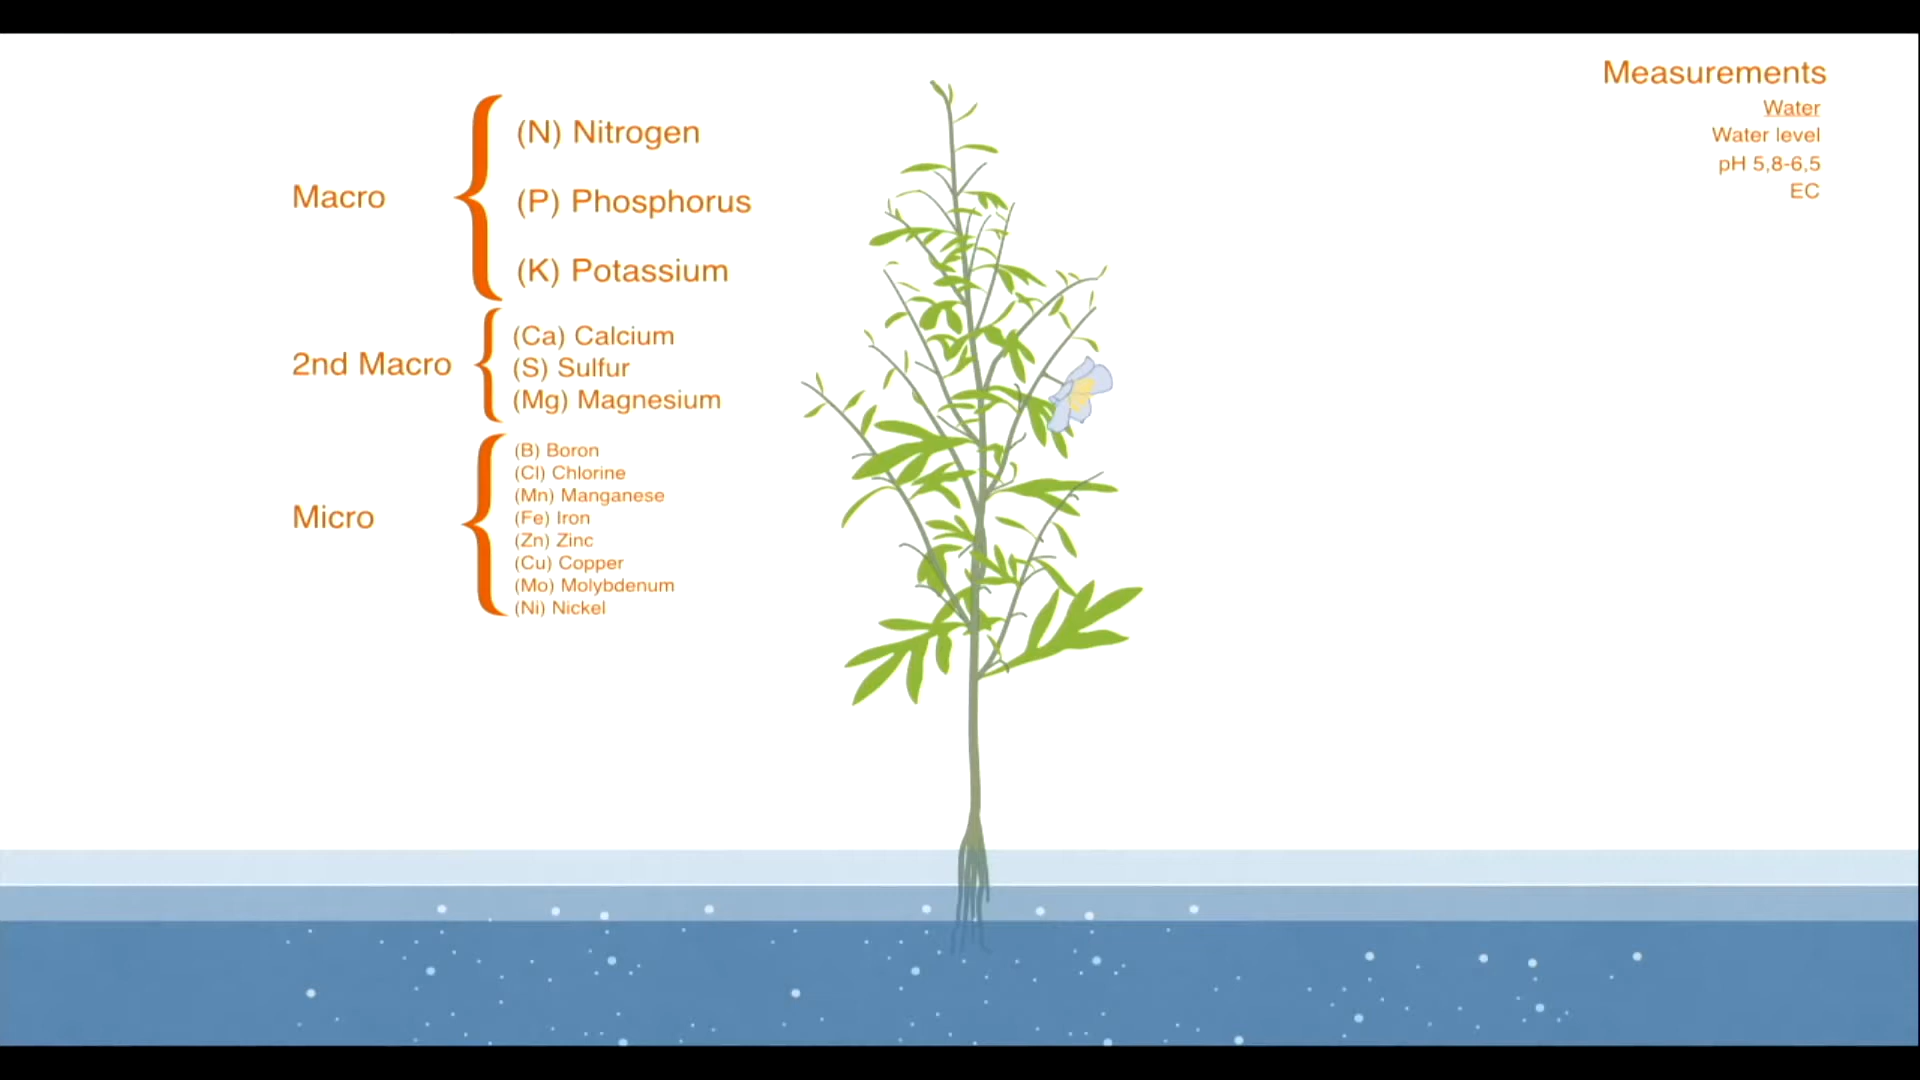 Macro
(N) Nitrogen
(P) Phosphorus
(K) Potassium
2nd Macro
(Ca) Calcium
(S) Sulfur
(Mg) Magnesium
Micro
(B) Boron
(Cl) Chlorine
(Mn) Manganese
(Fe) Iron
(Zn) Zinc
(Cu) Copper
(Mo) Molybdenum
(Ni) Nickel
Measurements
Water
Water level
pH 5,8-6,5
EC